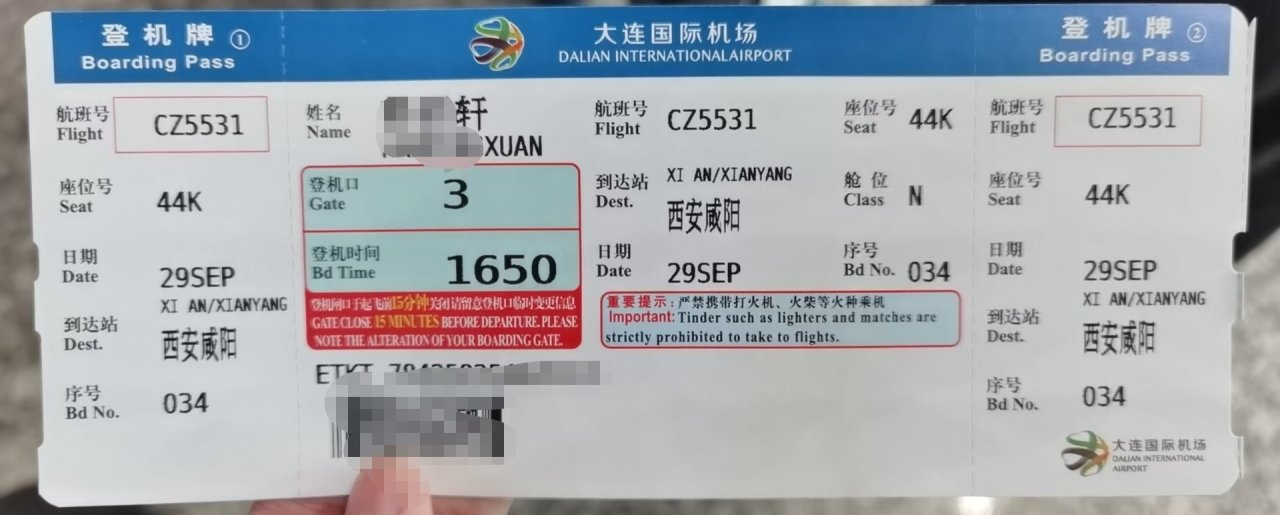 登机牌 ①
Boarding Pass
大连国际机场
DALIAN INTERNATIONALAIRPORT
登机牌 ②
Boarding Pass
航班号
Flight
CZ5531
座位号
Seat
44K
日期
Date
29SEP
XI AN/XIANYANG
到达站
Dest.
西安咸阳
序号
Bd No.
034
姓名
Name
轩
XUAN
登机口
Gate
3
登机时间
Bd Time
1650
登机闸口于起飞前15分钟关闭请留意登机口临时变更信息
GATE CLOSE 15 MINUTES BEFORE DEPARTURE. PLEASE
NOTE THE ALTERATION OF YOUR BOARDING GATE.
ETKT
航班号
Flight
CZ5531
座位号
Seat
44K
到达站
Dest.
XI AN/XIANYANG
西安咸阳
舱 位
Class
N
日期
Date
29SEP
序号
Bd No.
034
重要提示:严禁携带打火机、火柴等火种乘机
Important: Tinder such as lighters and matches are
strictly prohibited to take to flights.
航班号
Flight
CZ5531
座位号
Seat
44K
日期
Date
29SEP
XI AN/XIANYANG
到达站
Dest.
西安咸阳
序号
Bd No.
034
大连国际机场
DALIAN INTERNATIONAL
AIRPORT